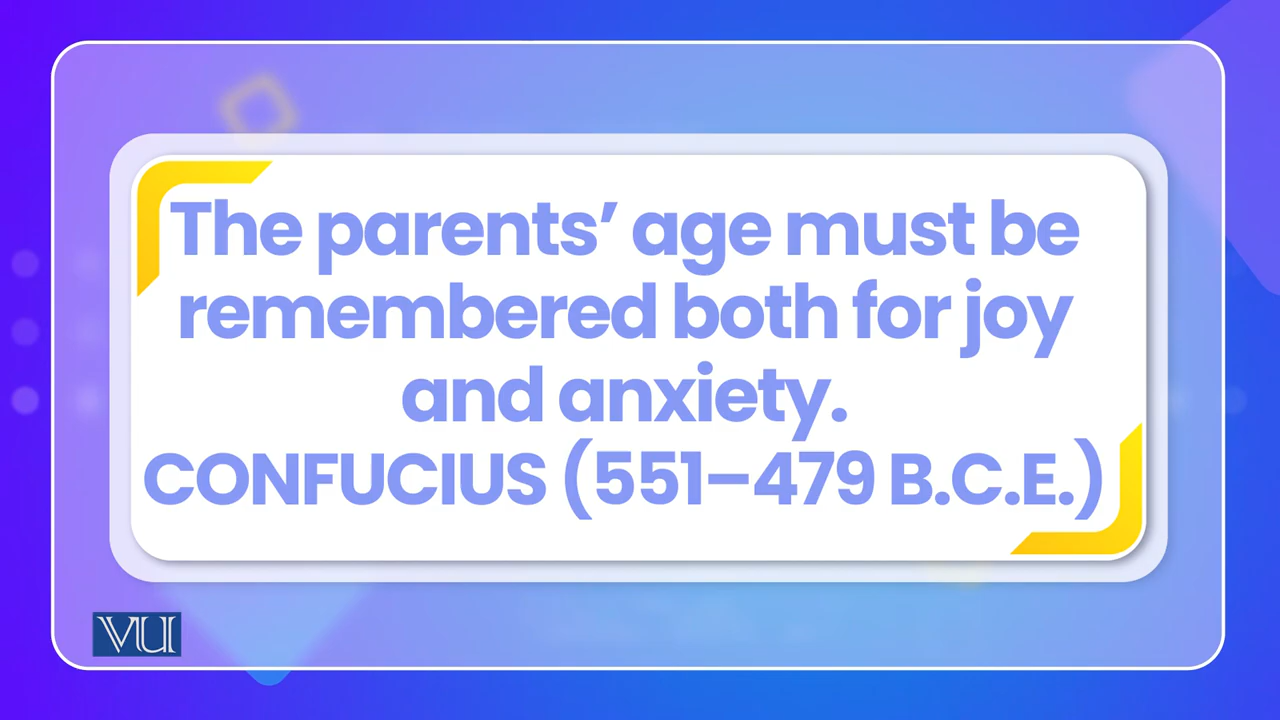 The parents’ age must be
remembered both for joy
and anxiety.
CONFUCIUS (551–479 B.C.E.)
VU